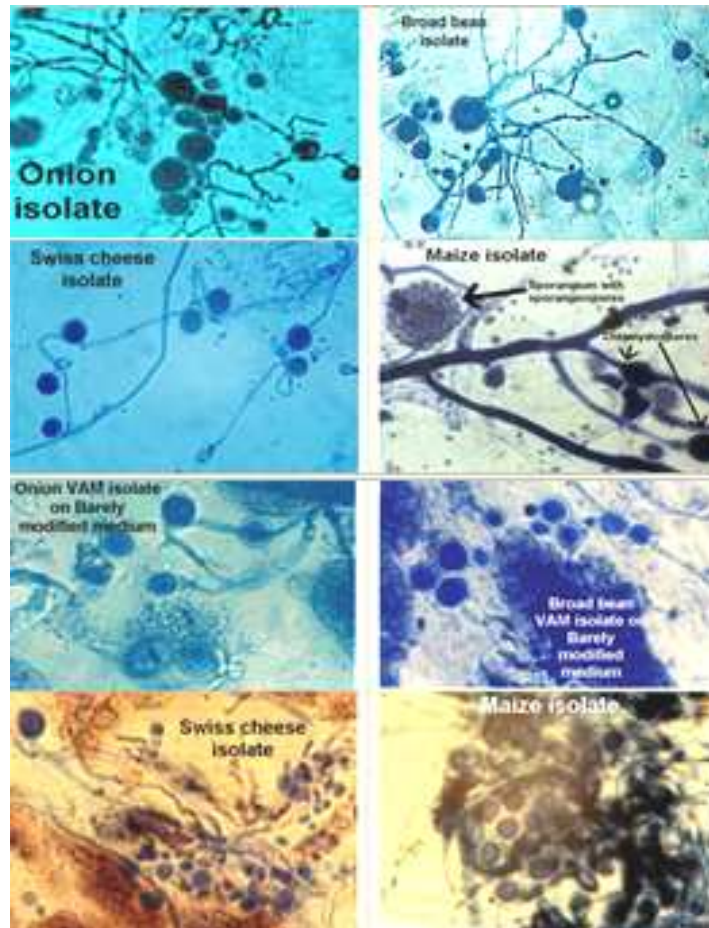 Onion
isolate
Broad bean
isolate
Swiss cheese
isolate
Maize isolate
Sporangium with
sporangiospores
Chlamydospores
Onion VAM isolate
on Barely
modified medium
Broad bean
VAM isolate on
Barely
modified
medium
Swiss cheese
isolate
Maize isolate